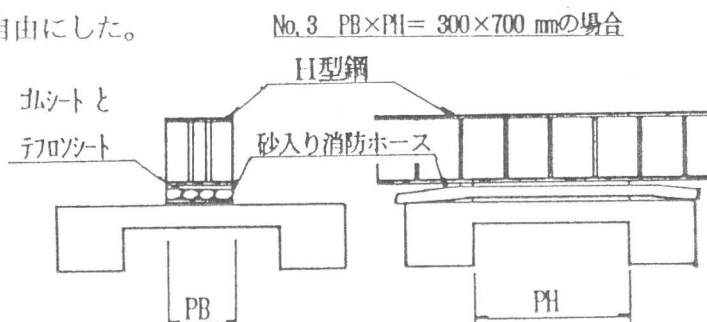 自由にした。
No.3 PB×PH= 300×700 mmの場合
H型鋼
ゴムシート と
テフロンシート
砂入り消防ホース
PB
PH